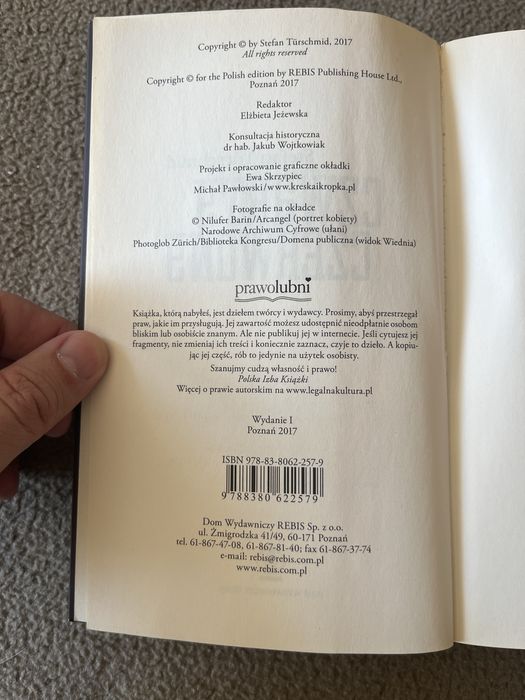 Copyright © by Stefan Türschmid, 2017
All rights reserved
Copyright © for the Polish edition by REBIS Publishing House Ltd.,
Poznań 2017
Redaktor
Elżbieta Jeżewska
Konsultacja historyczna
dr hab. Jakub Wojtkowiak
Projekt i opracowanie graficzne okładki
Ewa Skrzypiec
Michał Pawłowski/www.kreskaikropka.pl
Fotografie na okładce
© Nilufer Barin/Arcangel (portret kobiety)
Narodowe Archiwum Cyfrowe (ułani)
Photoglob Zürich/Biblioteka Kongresu/Domena publiczna (widok Wiednia)
prawolubni
Książka, którą nabyłeś, jest dziełem twórcy i wydawcy. Prosimy, abyś przestrzegał
praw, jakie im przysługują. Jej zawartość możesz udostępnić nieodpłatnie osobom
bliskim lub osobiście znanym. Ale nie publikuj jej w internecie. Jeśli cytujesz jej
fragmenty, nie zmieniaj ich treści i koniecznie zaznacz, czyje to dzieło. A kopiu-
jąc jej część, rób to jedynie na użytek osobisty.
Szanujmy cudzą własność i prawo!
Polska Izba Książki
Więcej o prawie autorskim na www.legalnakultura.pl
Wydanie I
Poznań 2017
ISBN 978-83-8062-257-9
9788380622579
Dom Wydawniczy REBIS Sp. z o.o.
ul. Żmigrodzka 41/49, 60-171 Poznań
tel. 61-867-47-08, 61-867-81-40; fax 61-867-37-74
e-mail: rebis@rebis.com.pl
www.rebis.com.pl